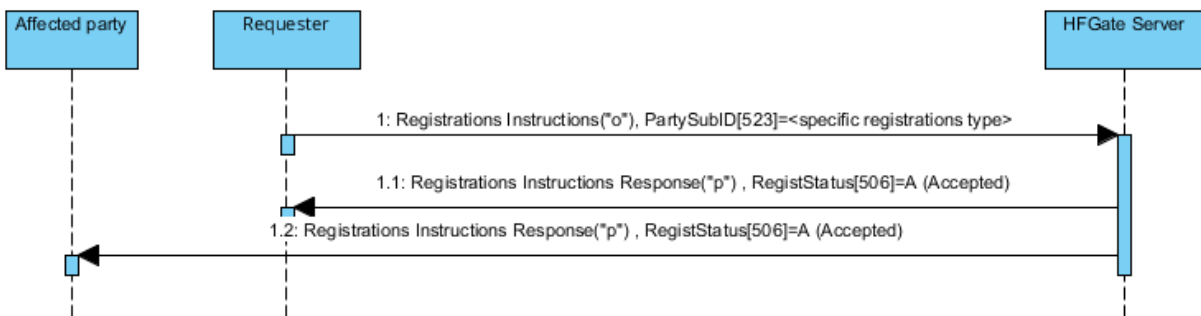 Affected party
Requester
HFGate Server
1: Registrations Instructions("o"), PartySubID[523]=<specific registrations type>
1.1: Registrations Instructions Response("p") , RegistStatus[506]=A (Accepted)
1.2: Registrations Instructions Response("p") , RegistStatus[506]=A (Accepted)